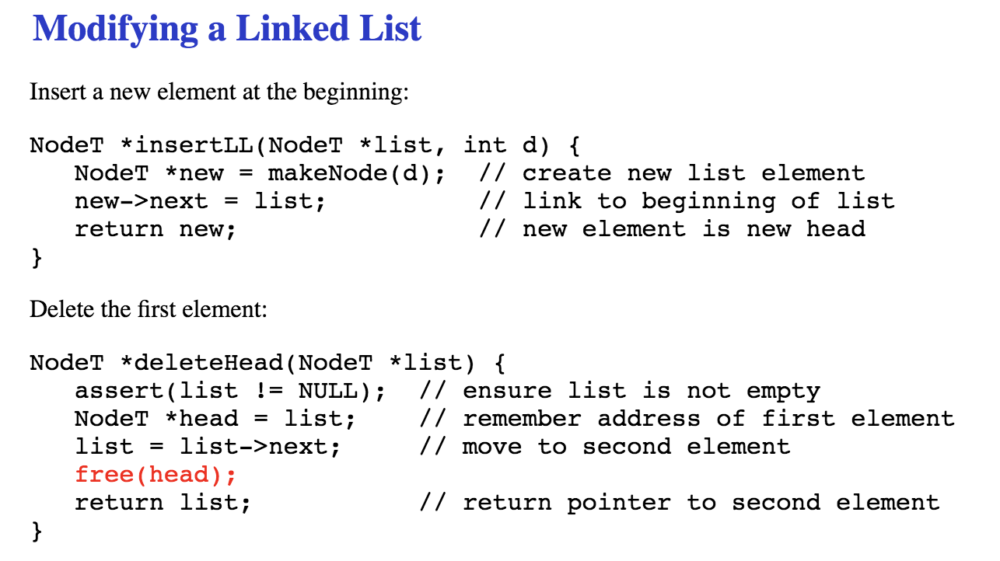 Modifying a Linked List
Insert a new element at the beginning:
NodeT *insertLL(NodeT *list, int d) {
   NodeT *new = makeNode(d);  // create new list element
   new->next = list;          // link to beginning of list
   return new;                // new element is new head
}
Delete the first element:
NodeT *deleteHead(NodeT *list) {
   assert(list != NULL);  // ensure list is not empty
   NodeT *head = list;    // remember address of first element
   list = list->next;     // move to second element
   free(head);
   return list;           // return pointer to second element
}